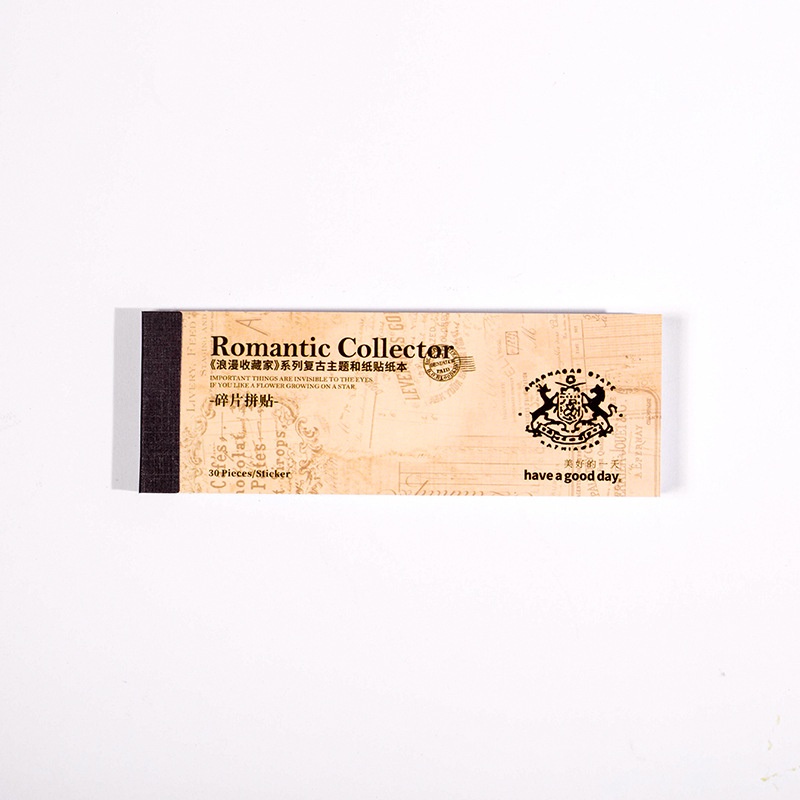 Romantic Collector
《浪漫收藏家》系列复古主题和纸贴纸本
IMPORTANT THINGS ARE INVISIBLE TO THE EYES.
IF YOU LIKE A FLOWER GROWING ON A STAR
-碎片拼贴-
30 Pieces/Sticker
美好的一天
have a good day.